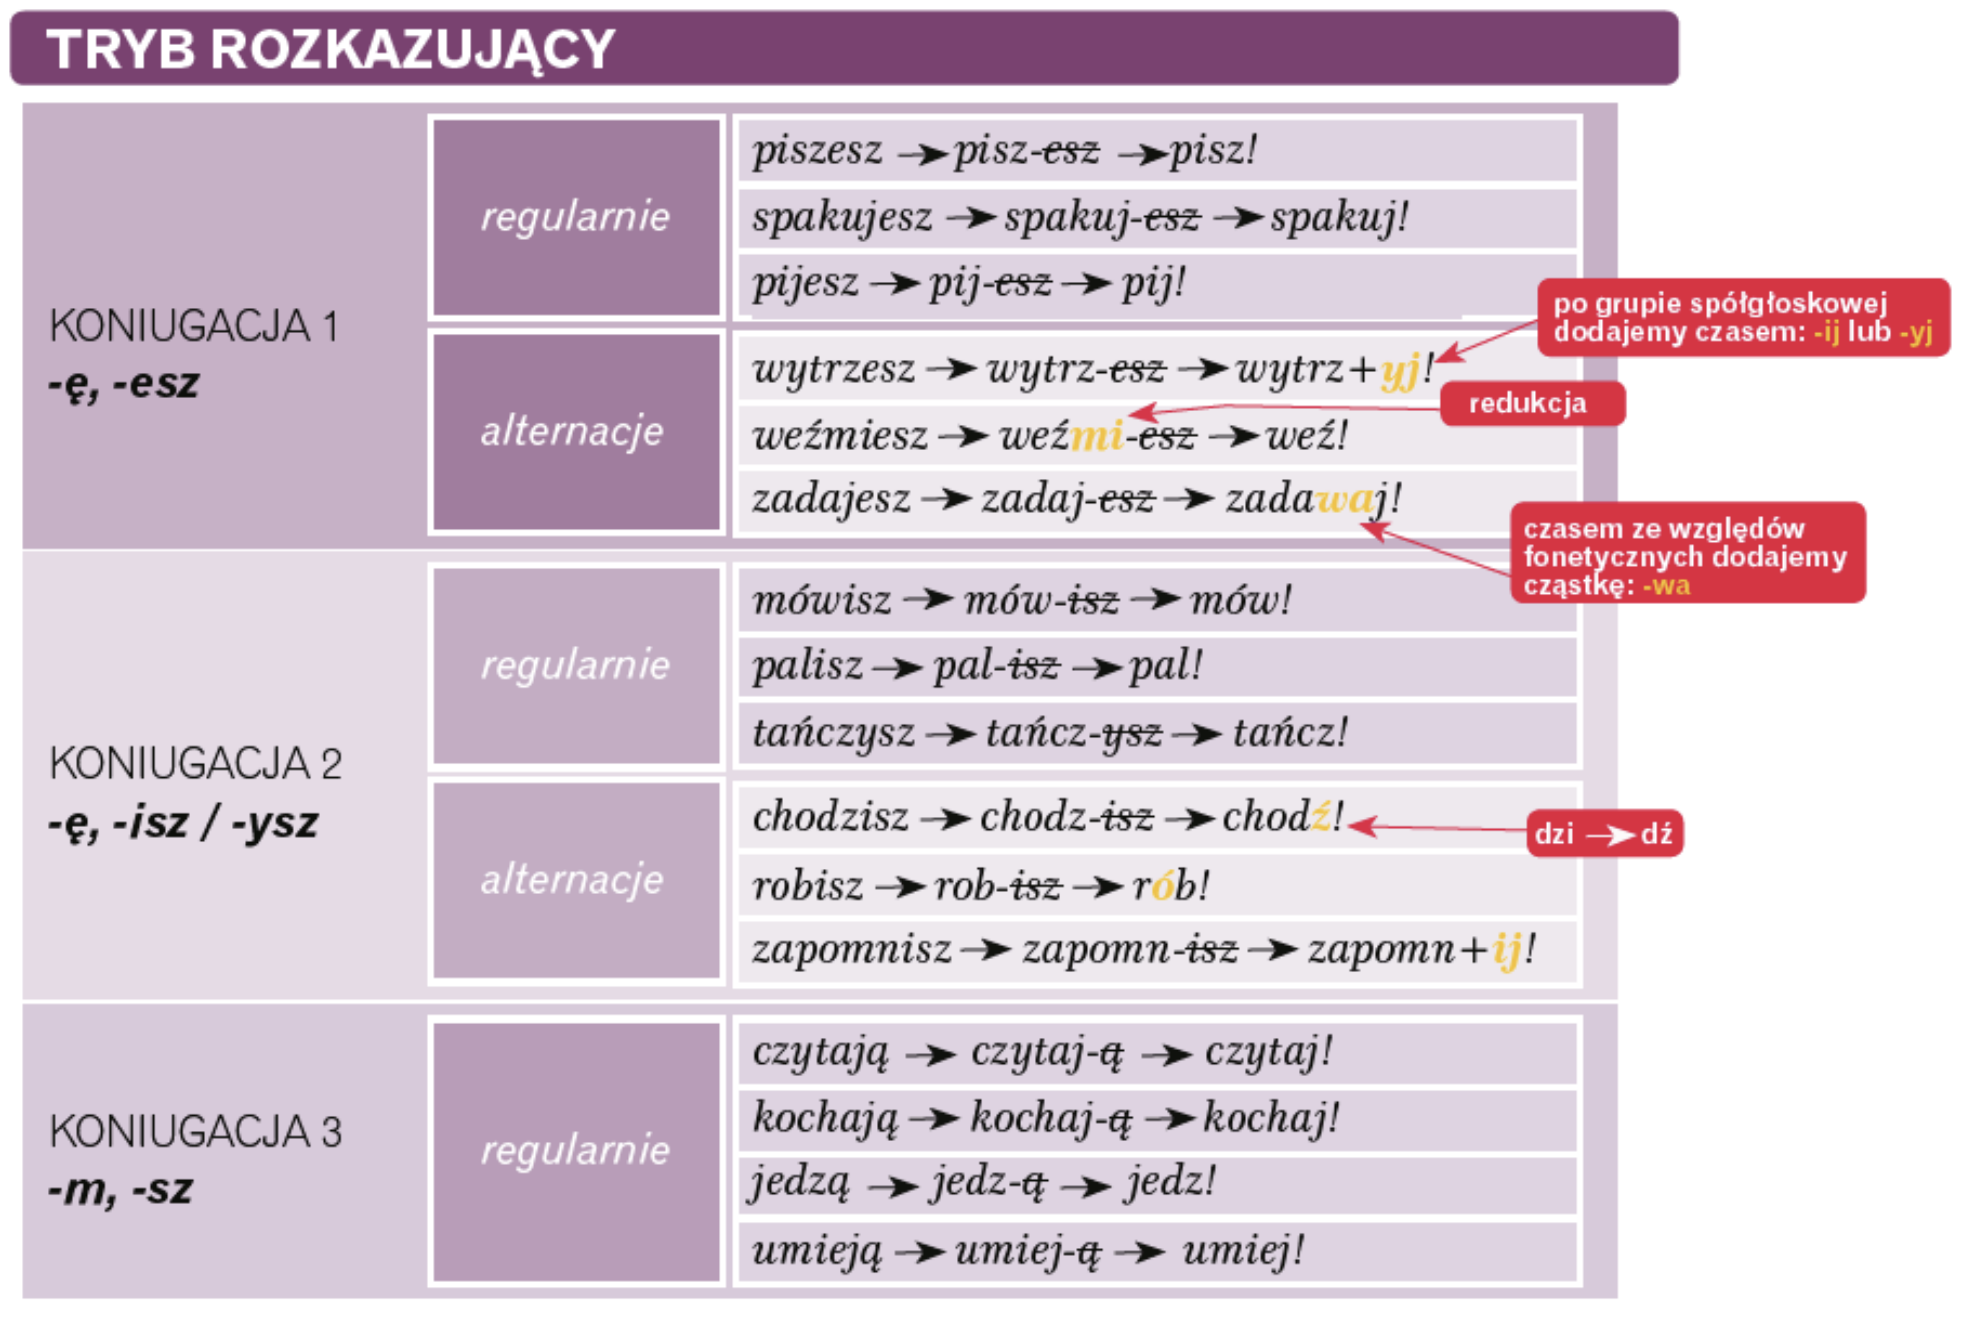 TRYB ROZKAZUJĄCY
KONIUGACJA 1
-ę, -esz
regularnie
piszesz → pisz-esz → pisz!
spakujesz → spakuj-esz → spakuj!
pijesz → pij-esz → pij!
alternacje
wytrzesz → wytrz-esz → wytrz+yj!
po grupie spółgłoskowej
dodajemy czasem: -ij lub -yj
weźmiesz → weźmi-esz → weź!
redukcja
zadajesz → zadaj-esz → zadawaj!
czasem ze względów
fonetycznych dodajemy
cząstkę: -wa
KONIUGACJA 2
-ę, -isz / -ysz
regularnie
mówisz → mów-isz → mów!
palisz → pal-isz → pal!
tańczysz → tańcz-ysz → tańcz!
alternacje
chodzisz → chodz-isz → chodź!
dzi → dź
robisz → rob-isz → rób!
zapomnisz → zapomn-isz → zapomn+ij!
KONIUGACJA 3
-m, -sz
regularnie
czytają → czytaj-ą → czytaj!
kochają → kochaj-ą → kochaj!
jedzą → jedz-ą → jedz!
umieją → umiej-ą → umiej!